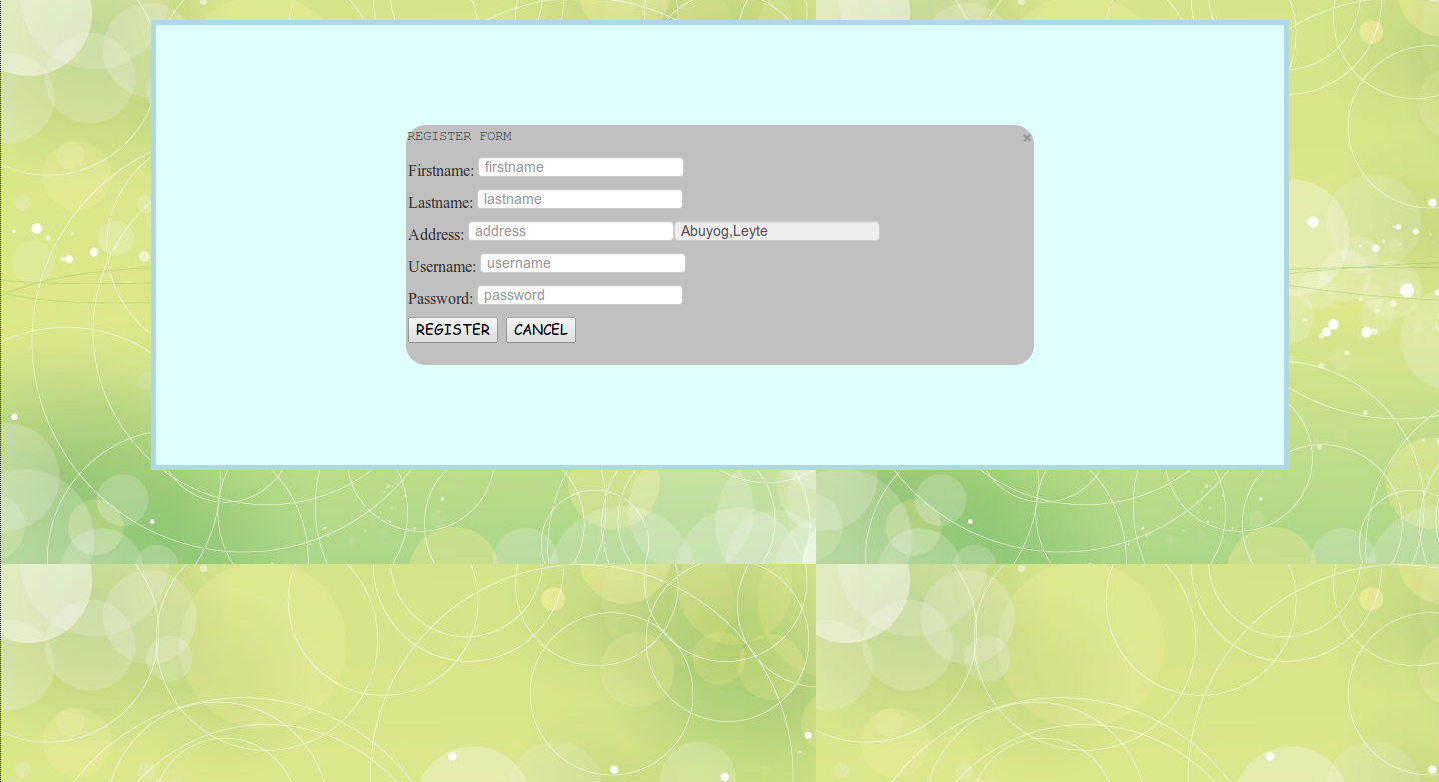 REGISTER FORM ×
Firstname: firstname
Lastname: lastname
Address: address Abuyog,Leyte
Username: username
Password: password
REGISTER CANCEL